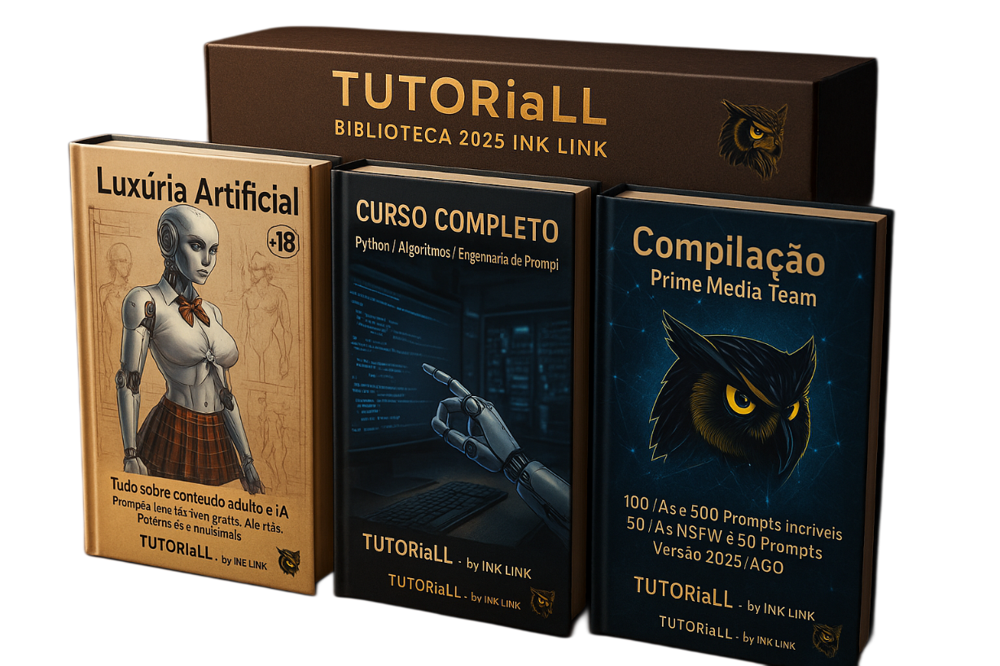 TUTORiaLL
BIBLIOTECA 2025 INK LINK
Luxúria Artificial
+18
Tudo sobre conteudo adulto e iA
Prompêa lene táx·iven gratts. Ale rtås.
Potérns és e nnuisimals
TUTORIaLL. by INE LINK
CURSO COMPLETO
Python / Algoritmos / Engennaria de Prompi
TUTORiaLL - by INK LINK
TUTORiaLL - by INK LINK
Compilação
Prime Media Team
100 /As e 500 Prompts incriveis
50 /As NSFW è 50 Prompts
Versão 2025/AGO
TUTORiaLL - by INK LINK
TUTORiaLL - by INK LINK